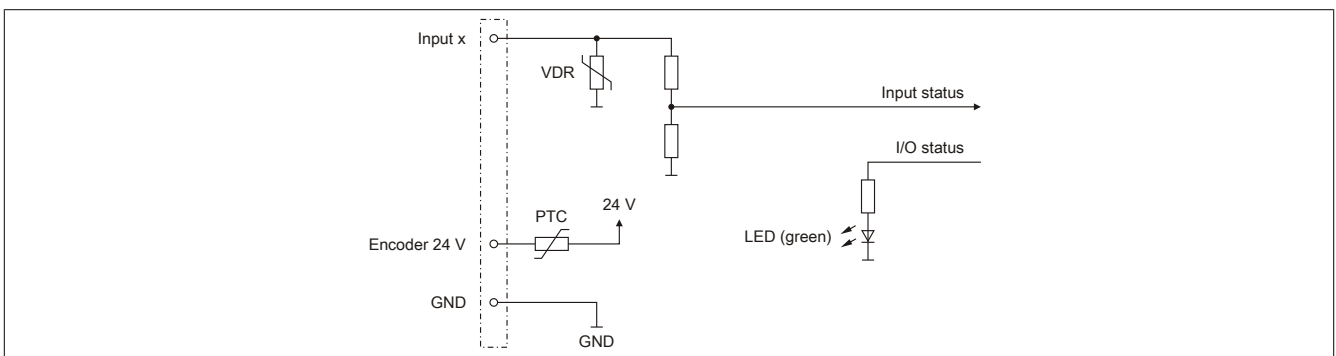 Input x
VDR
Input status
I/O status
24 V
PTC
LED (green)
Encoder 24 V
GND
GND